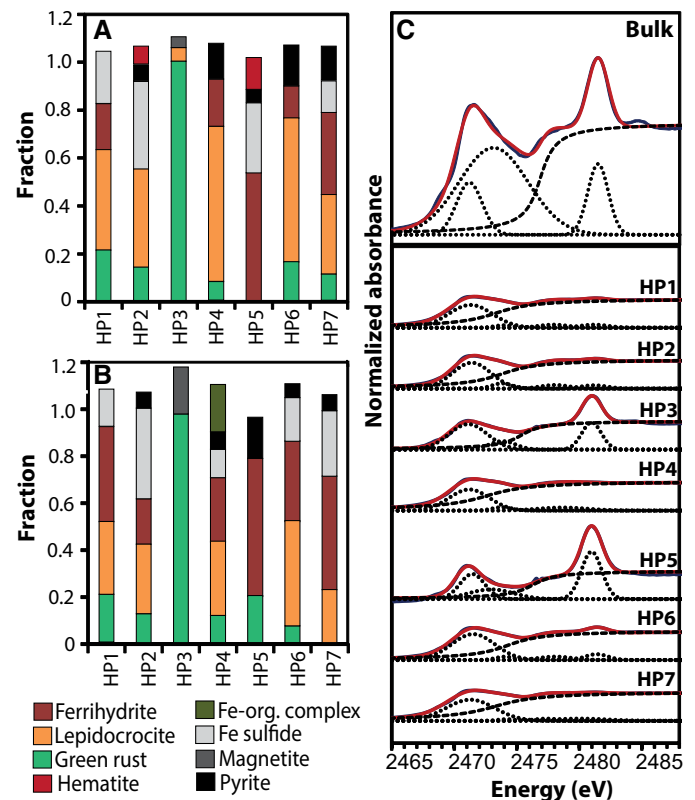 A
1.2
1.0
0.8
0.6
0.4
0.2
0
Fraction
HP1
HP2
HP3
HP4
HP5
HP6
HP7
B
1.2
1.0
0.8
0.6
0.4
0.2
0
Fraction
HP1
HP2
HP3
HP4
HP5
HP6
HP7
Ferrihydrite
Lepidocrocite
Green rust
Hematite
Fe-org. complex
Fe sulfide
Magnetite
Pyrite
C
Bulk
Normalized absorbance
HP1
HP2
HP3
HP4
HP5
HP6
HP7
2465 2470 2475 2480 2485
Energy (eV)